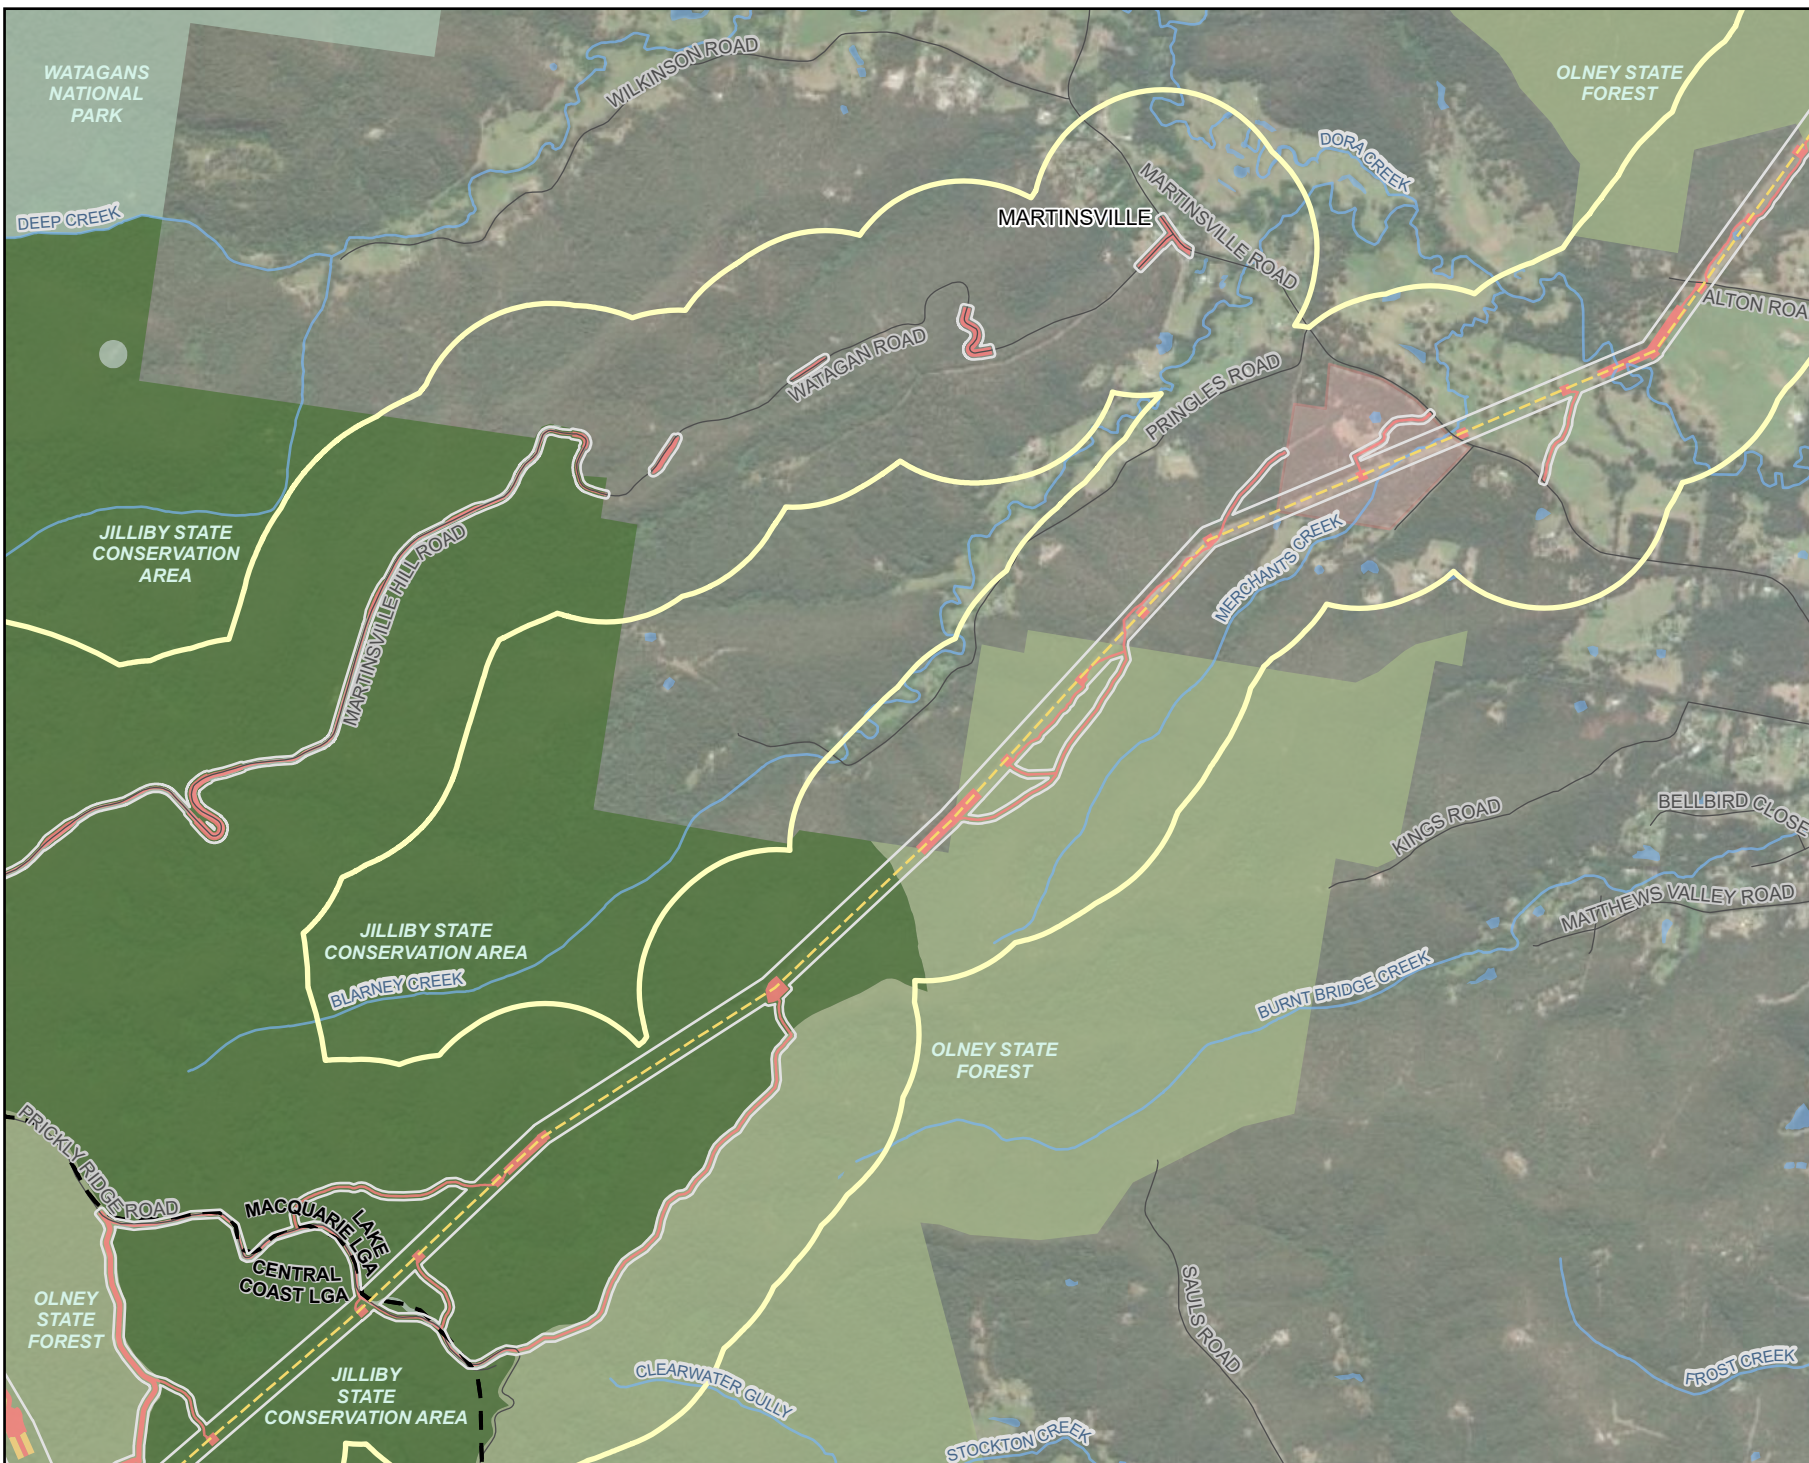 WATAGANS
NATIONAL
PARK
WILKINSON ROAD
OLNEY STATE
FOREST
DORA CREEK
DEEP CREEK
MARTINSVILLE
MARTINSVILLE ROAD
ALTON ROA
WATAGAN ROAD
PRINGLES ROAD
JILLIBY STATE
CONSERVATION
AREA
MARTINSVILLE HILL ROAD
MERCHANTS CREEK
KINGS ROAD
BELLBIRD CLOSE
MATTHEWS VALLEY ROAD
JILLIBY STATE
CONSERVATION AREA
BLARNEY CREEK
BURNT BRIDGE CREEK
OLNEY STATE
FOREST
PRICKLY RIDGE ROAD
LAKE
MACQUARIE LGA
CENTRAL
COAST LGA
OLNEY
STATE
FOREST
SAULS ROAD
JILLIBY
STATE
CONSERVATION AREA
CLEARWATER GULLY
FROST CREEK
STOCKTON CREEK